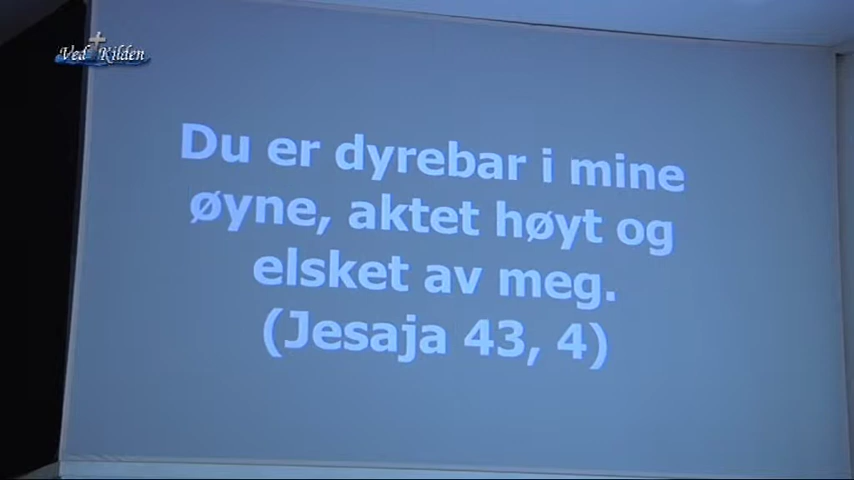 Ved Kilden
Du er dyrebar i mine
øyne, aktet høyt og
elsket av meg.
(Jesaja 43, 4)